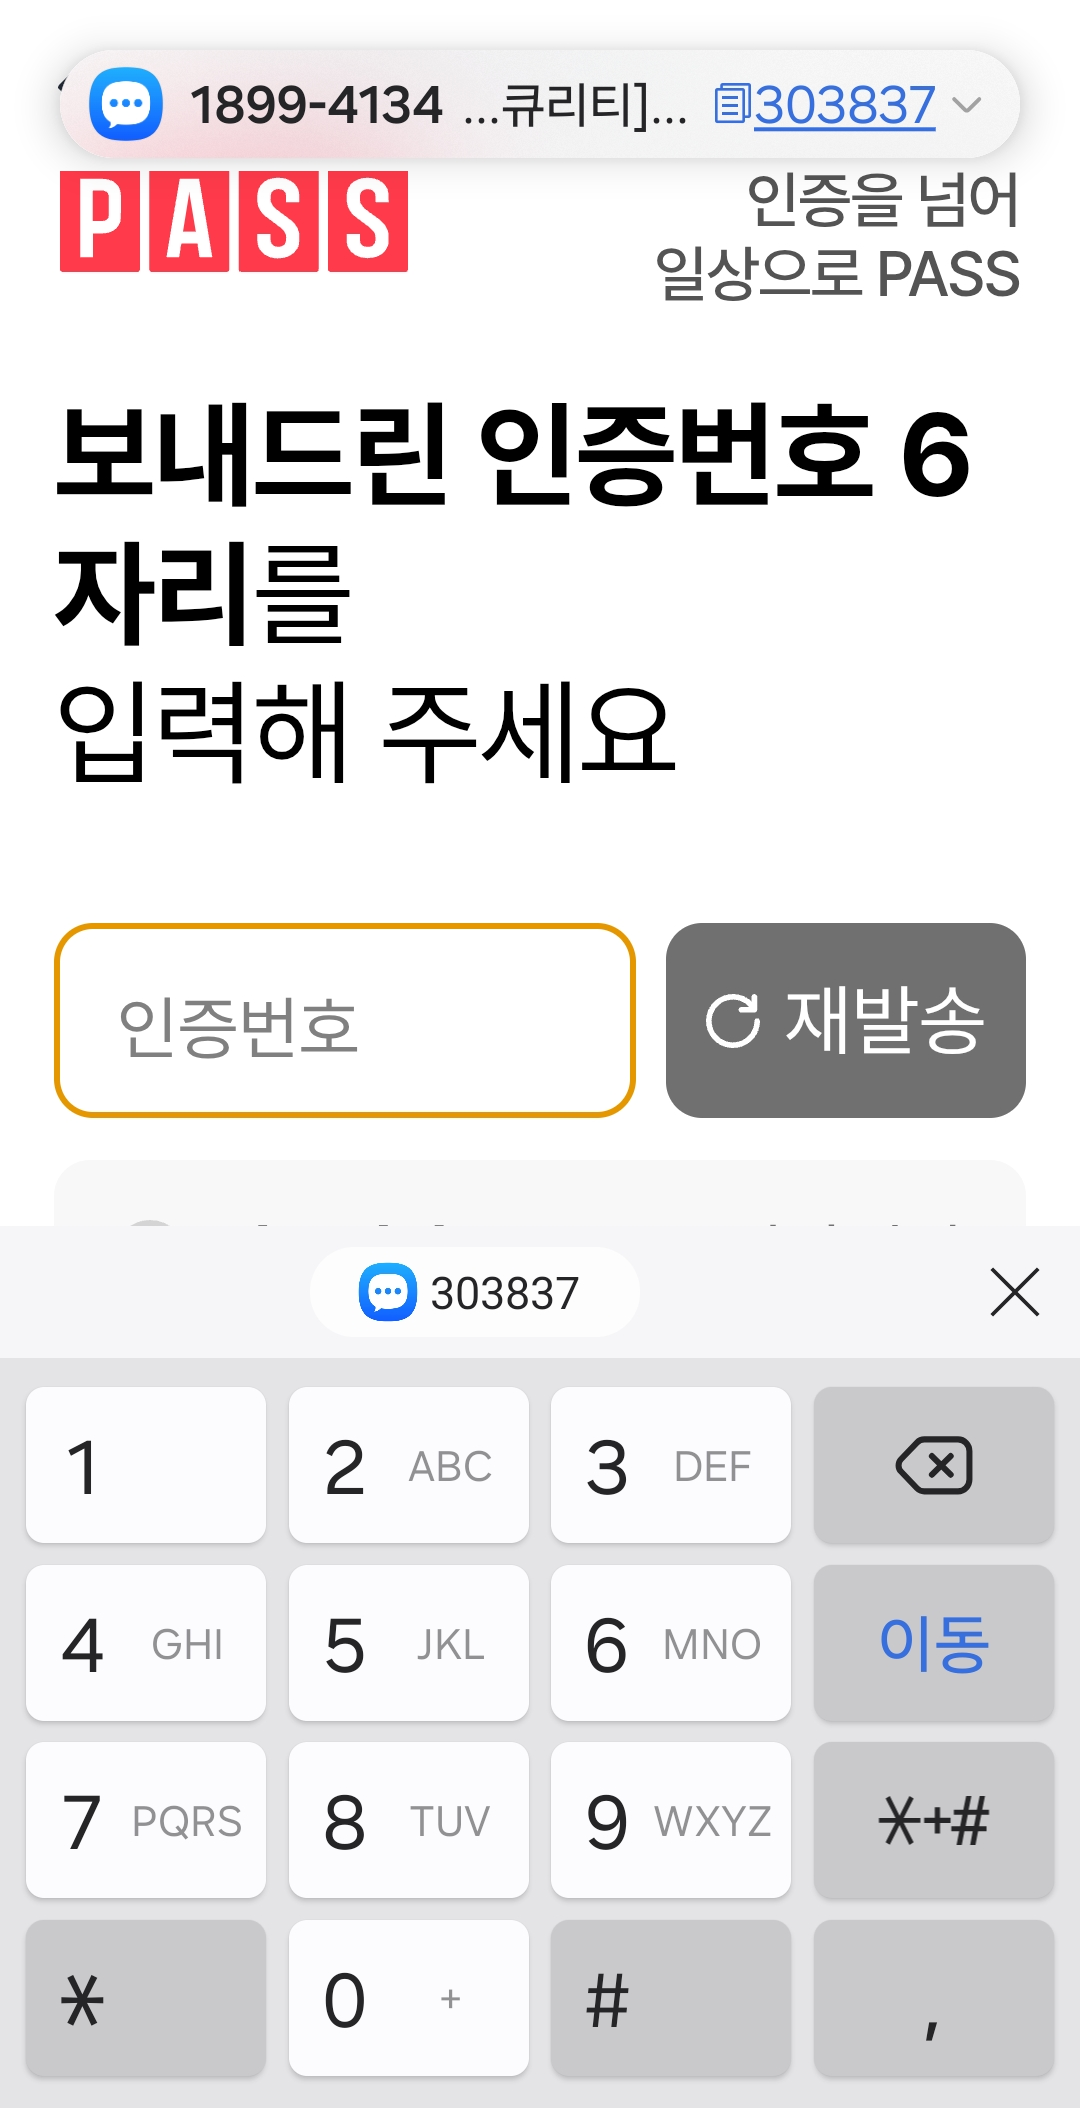 1899-4134 ...큐리티]... 303837
PASS
인증을 넘어
일상으로 PASS
보내드린 인증번호 6
자리를
입력해 주세요
인증번호
재발송
303837
1
2 ABC
3 DEF
4 GHI
5 JKL
6 MNO
이동
7 PQRS
8 TUV
9 WXYZ
*+#
*
0 +
#
,